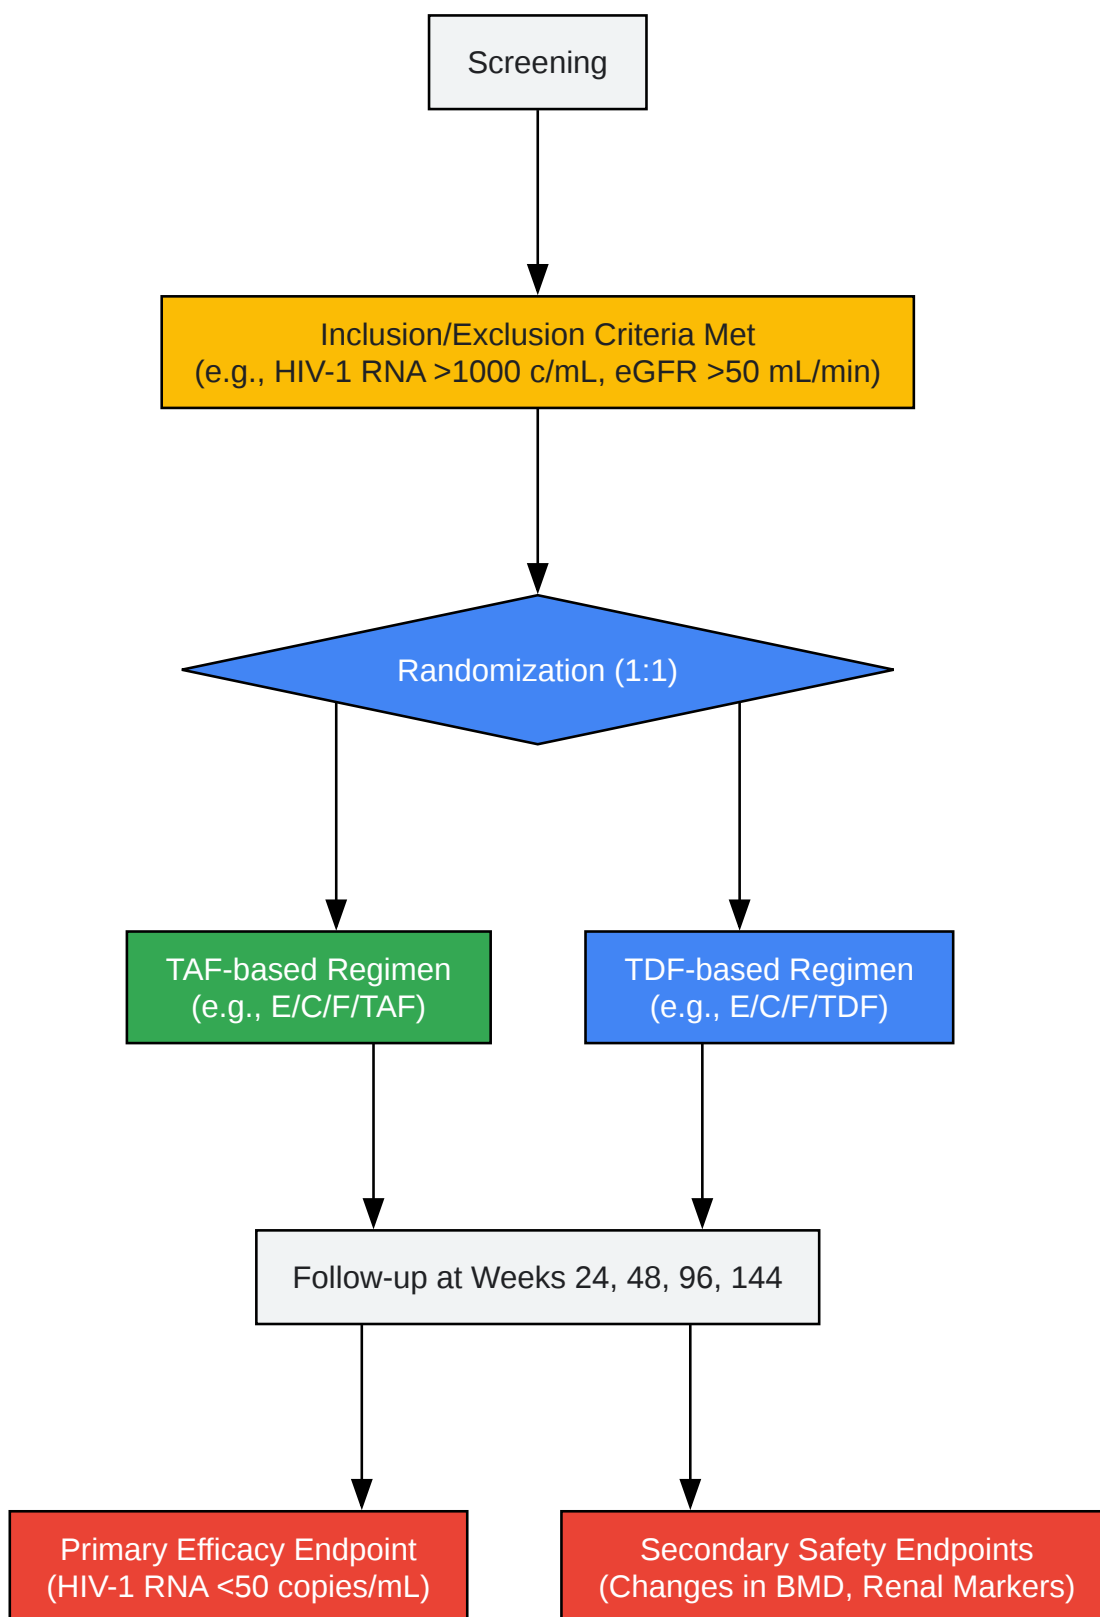 Screening
Inclusion/Exclusion Criteria Met
(e.g., HIV-1 RNA >1000 c/mL, eGFR >50 mL/min)
Randomization (1:1)
TAF-based Regimen
(e.g., E/C/F/TAF)
TDF-based Regimen
(e.g., E/C/F/TDF)
Follow-up at Weeks 24, 48, 96, 144
Primary Efficacy Endpoint
(HIV-1 RNA <50 copies/mL)
Secondary Safety Endpoints
(Changes in BMD, Renal Markers)